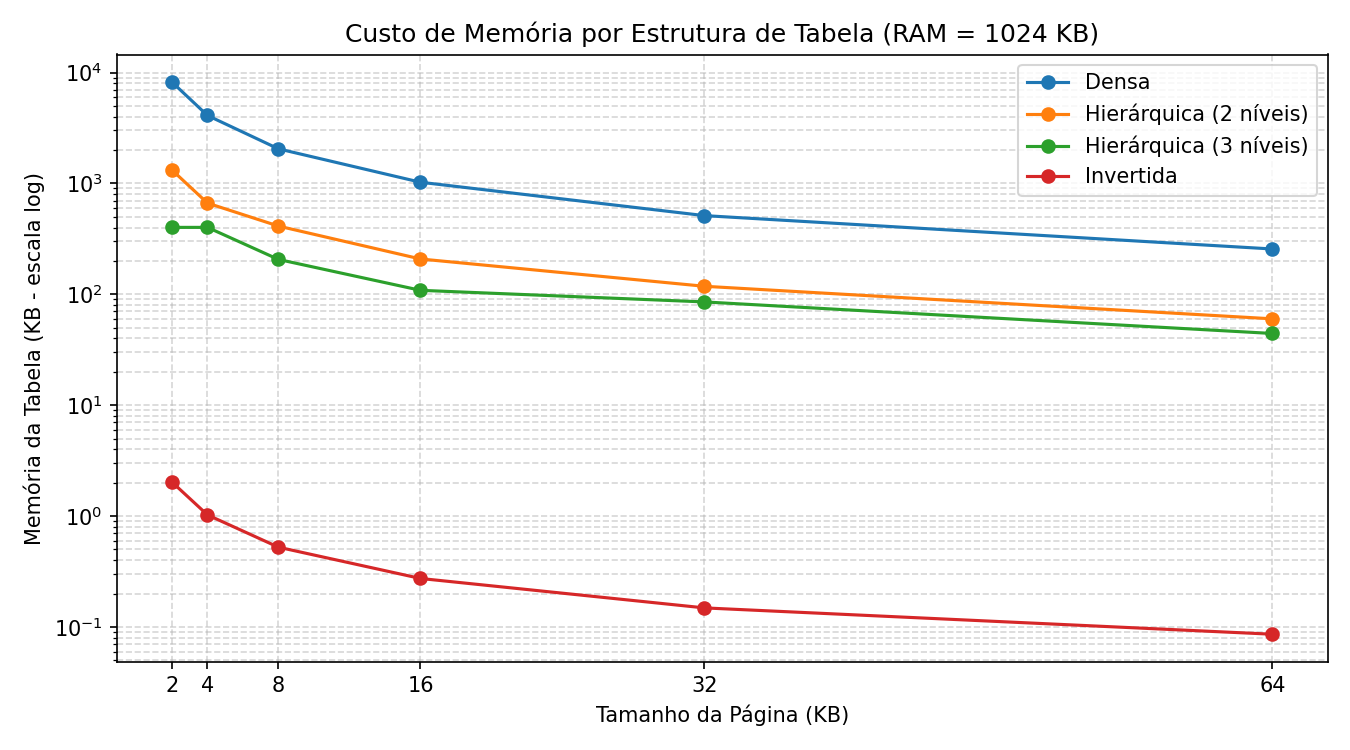 Custo de Memória por Estrutura de Tabela (RAM = 1024 KB)
Densa
Hierárquica (2 níveis)
Hierárquica (3 níveis)
Invertida
Memória da Tabela (KB - escala log)
10⁴
10³
10²
10¹
10⁰
10⁻¹
2 4 8 16 32 64
Tamanho da Página (KB)